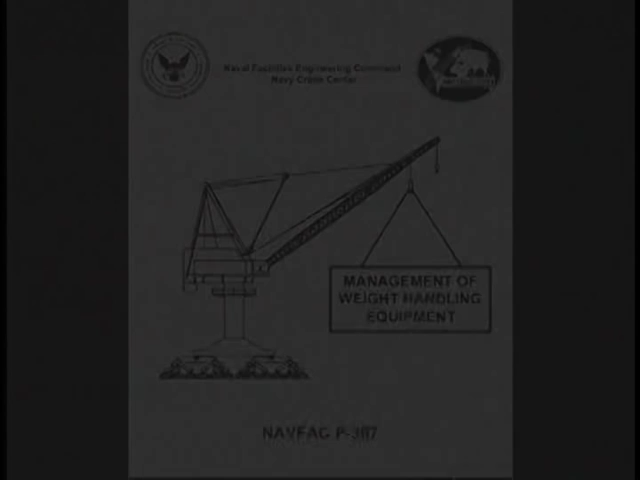 Naval Facilities Engineering Command
Navy Crane Center
MANAGEMENT OF
WEIGHT HANDLING
EQUIPMENT
NAVFAC P-307